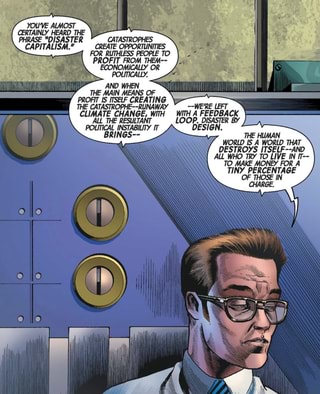 YOU'VE ALMOST
CERTAINLY HEARD THE
PHRASE "DISASTER
CAPITALISM."
CATASTROPHES
CREATE OPPORTUNITIES
FOR RUTHLESS PEOPLE TO
PROFIT FROM THEM--
ECONOMICALLY OR
POLITICALLY.
AND WHEN
THE MAIN MEANS OF
PROFIT IS ITSELF CREATING
THE CATASTROPHE--RUNAWAY
CLIMATE CHANGE, WITH
ALL THE RESULTANT
POLITICAL INSTABILITY IT
BRINGS--
--WE'RE LEFT
WITH A FEEDBACK
LOOP, DISASTER BY
DESIGN.
THE HUMAN
WORLD IS A WORLD THAT
DESTROYS ITSELF--AND
ALL WHO TRY TO LIVE IN IT--
TO MAKE MONEY FOR A
TINY PERCENTAGE
OF THOSE IN
CHARGE.